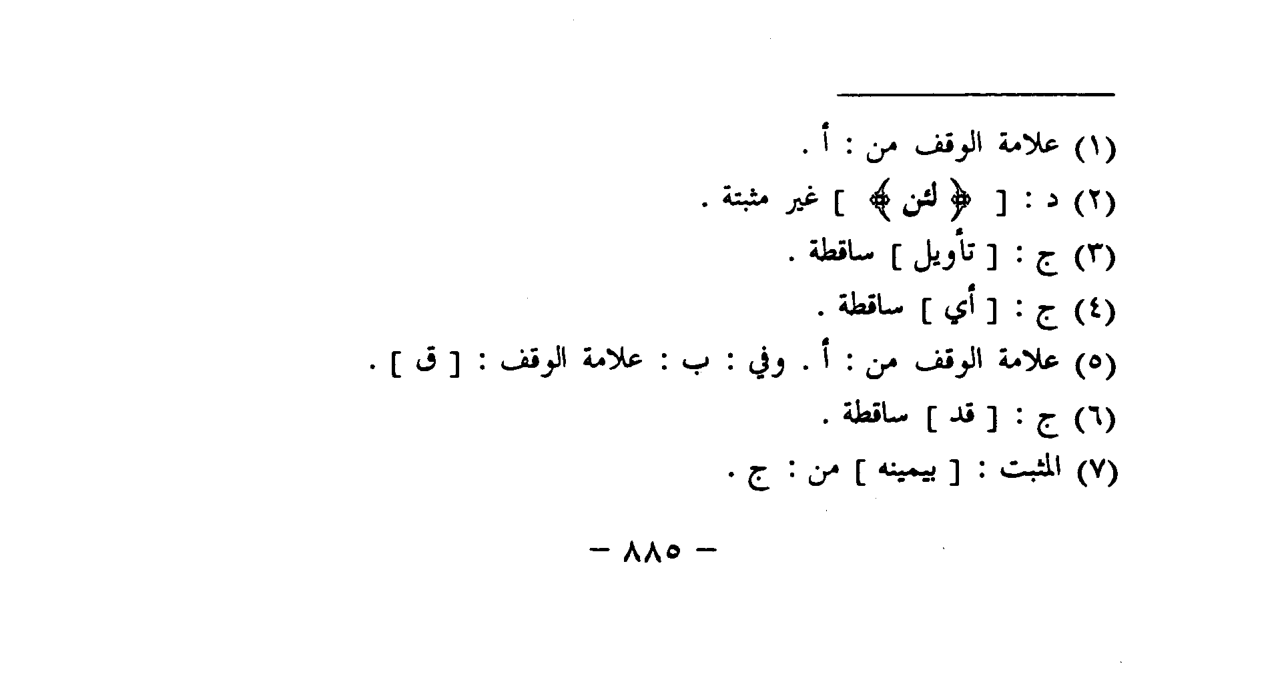 (١) علامة الوقف من : أ .
(٢) د : [ ﴿ لئن ﴾ ] غير مثبتة .
(٣) ج : [ تأويل ] ساقطة .
(٤) ج : [ أي ] ساقطة .
(٥) علامة الوقف من : أ . وفي : ب : علامة الوقف : [ ق ] .
(٦) ج : [ قد ] ساقطة .
(٧) المثبت : [ بيمينه ] من : ج .
– ٨٨٥ –